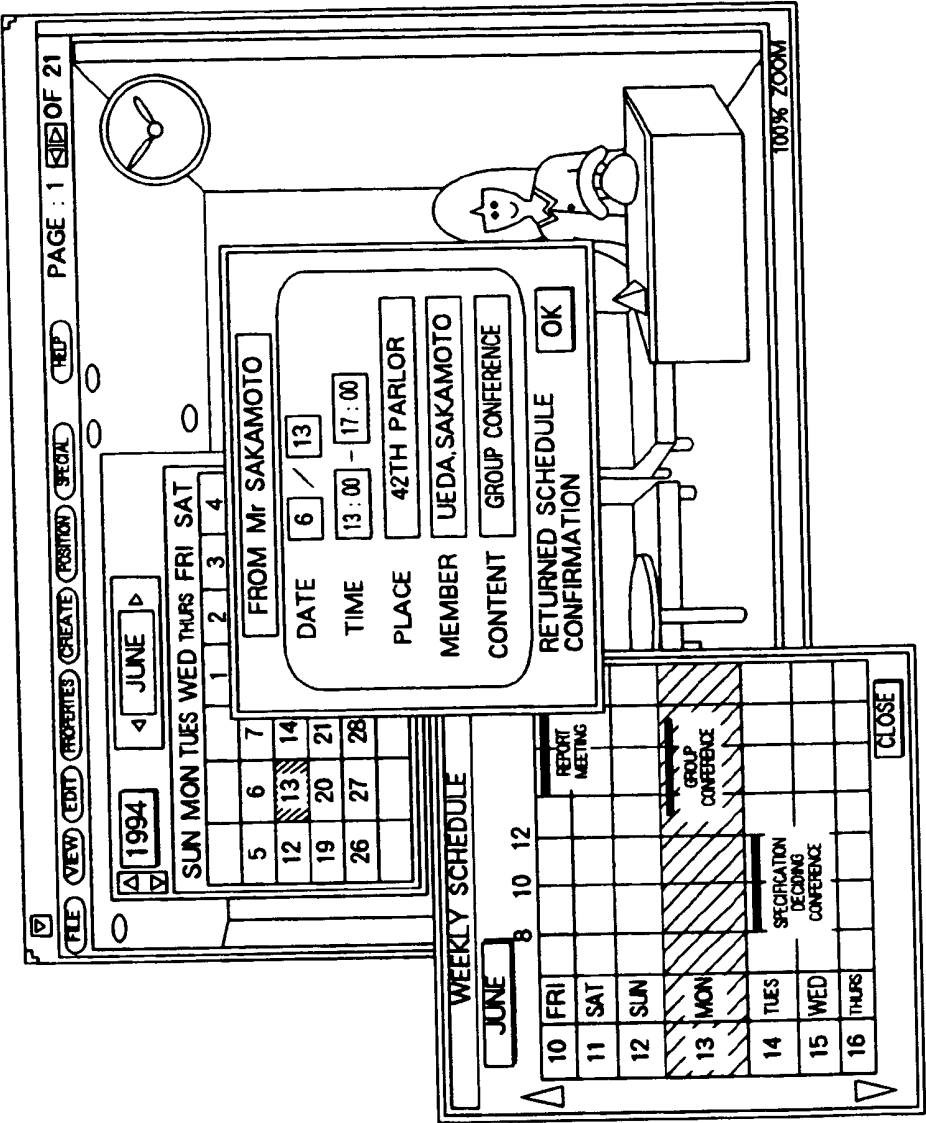 FILE VIEW EDIT PROPERTIES CREATE POSITION SPECIAL HELP PAGE : 1 OF 21
1994 JUNE
SUN MON TUES WED THURS FRI SAT
1 2 3 4
5 6 7
12 13 14
19 20 21
26 27 28
FROM Mr SAKAMOTO
DATE 6 / 13
TIME 13 : 00 - 17 : 00
PLACE 42TH PARLOR
MEMBER UEDA, SAKAMOTO
CONTENT GROUP CONFERENCE
RETURNED SCHEDULE
CONFIRMATION
OK
WEEKLY SCHEDULE
JUNE
8 10 12
10 FRI
REPORT
MEETING
11 SAT
12 SUN
13 MON
GROUP
CONFERENCE
14 TUES
SPECIFICATION
DECIDING
CONFERENCE
15 WED
16 THURS
CLOSE
100% ZOOM